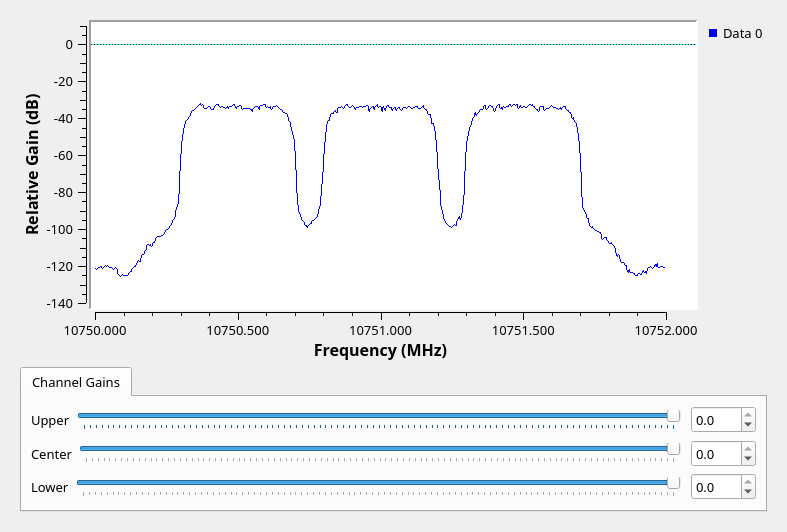 Data 0
0
-20
-40
-60
-80
-100
-120
-140
Relative Gain (dB)
10750.000 10750.500 10751.000 10751.500 10752.000
Frequency (MHz)
Channel Gains
Upper 0.0
Center 0.0
Lower 0.0